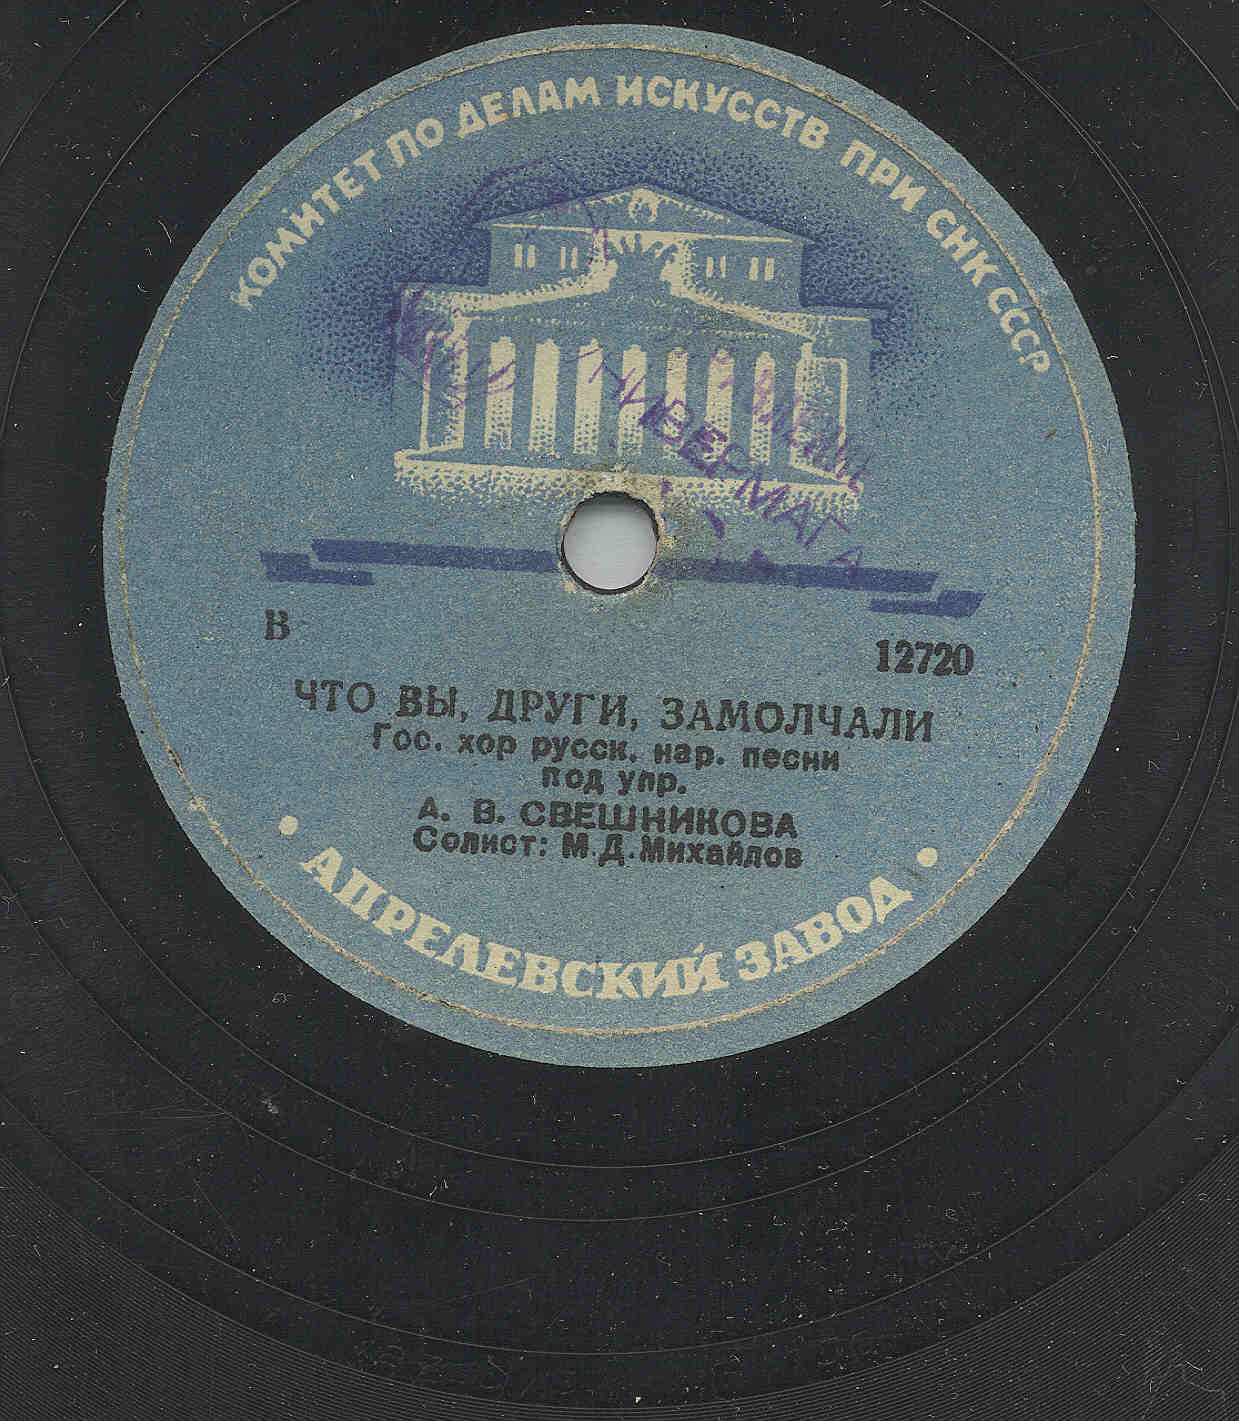 КОМИТЕТ ПО ДЕЛАМ ИСКУССТВ ПРИ СНК СССР
В
12720
ЧТО ВЫ, ДРУГИ, ЗАМОЛЧАЛИ
Гос. хор русск. нар. песни
под упр.
А. В. СВЕШНИКОВА
Солист: М.Д.Михайлов
• АПРЕЛЕВСКИЙ ЗАВОД •